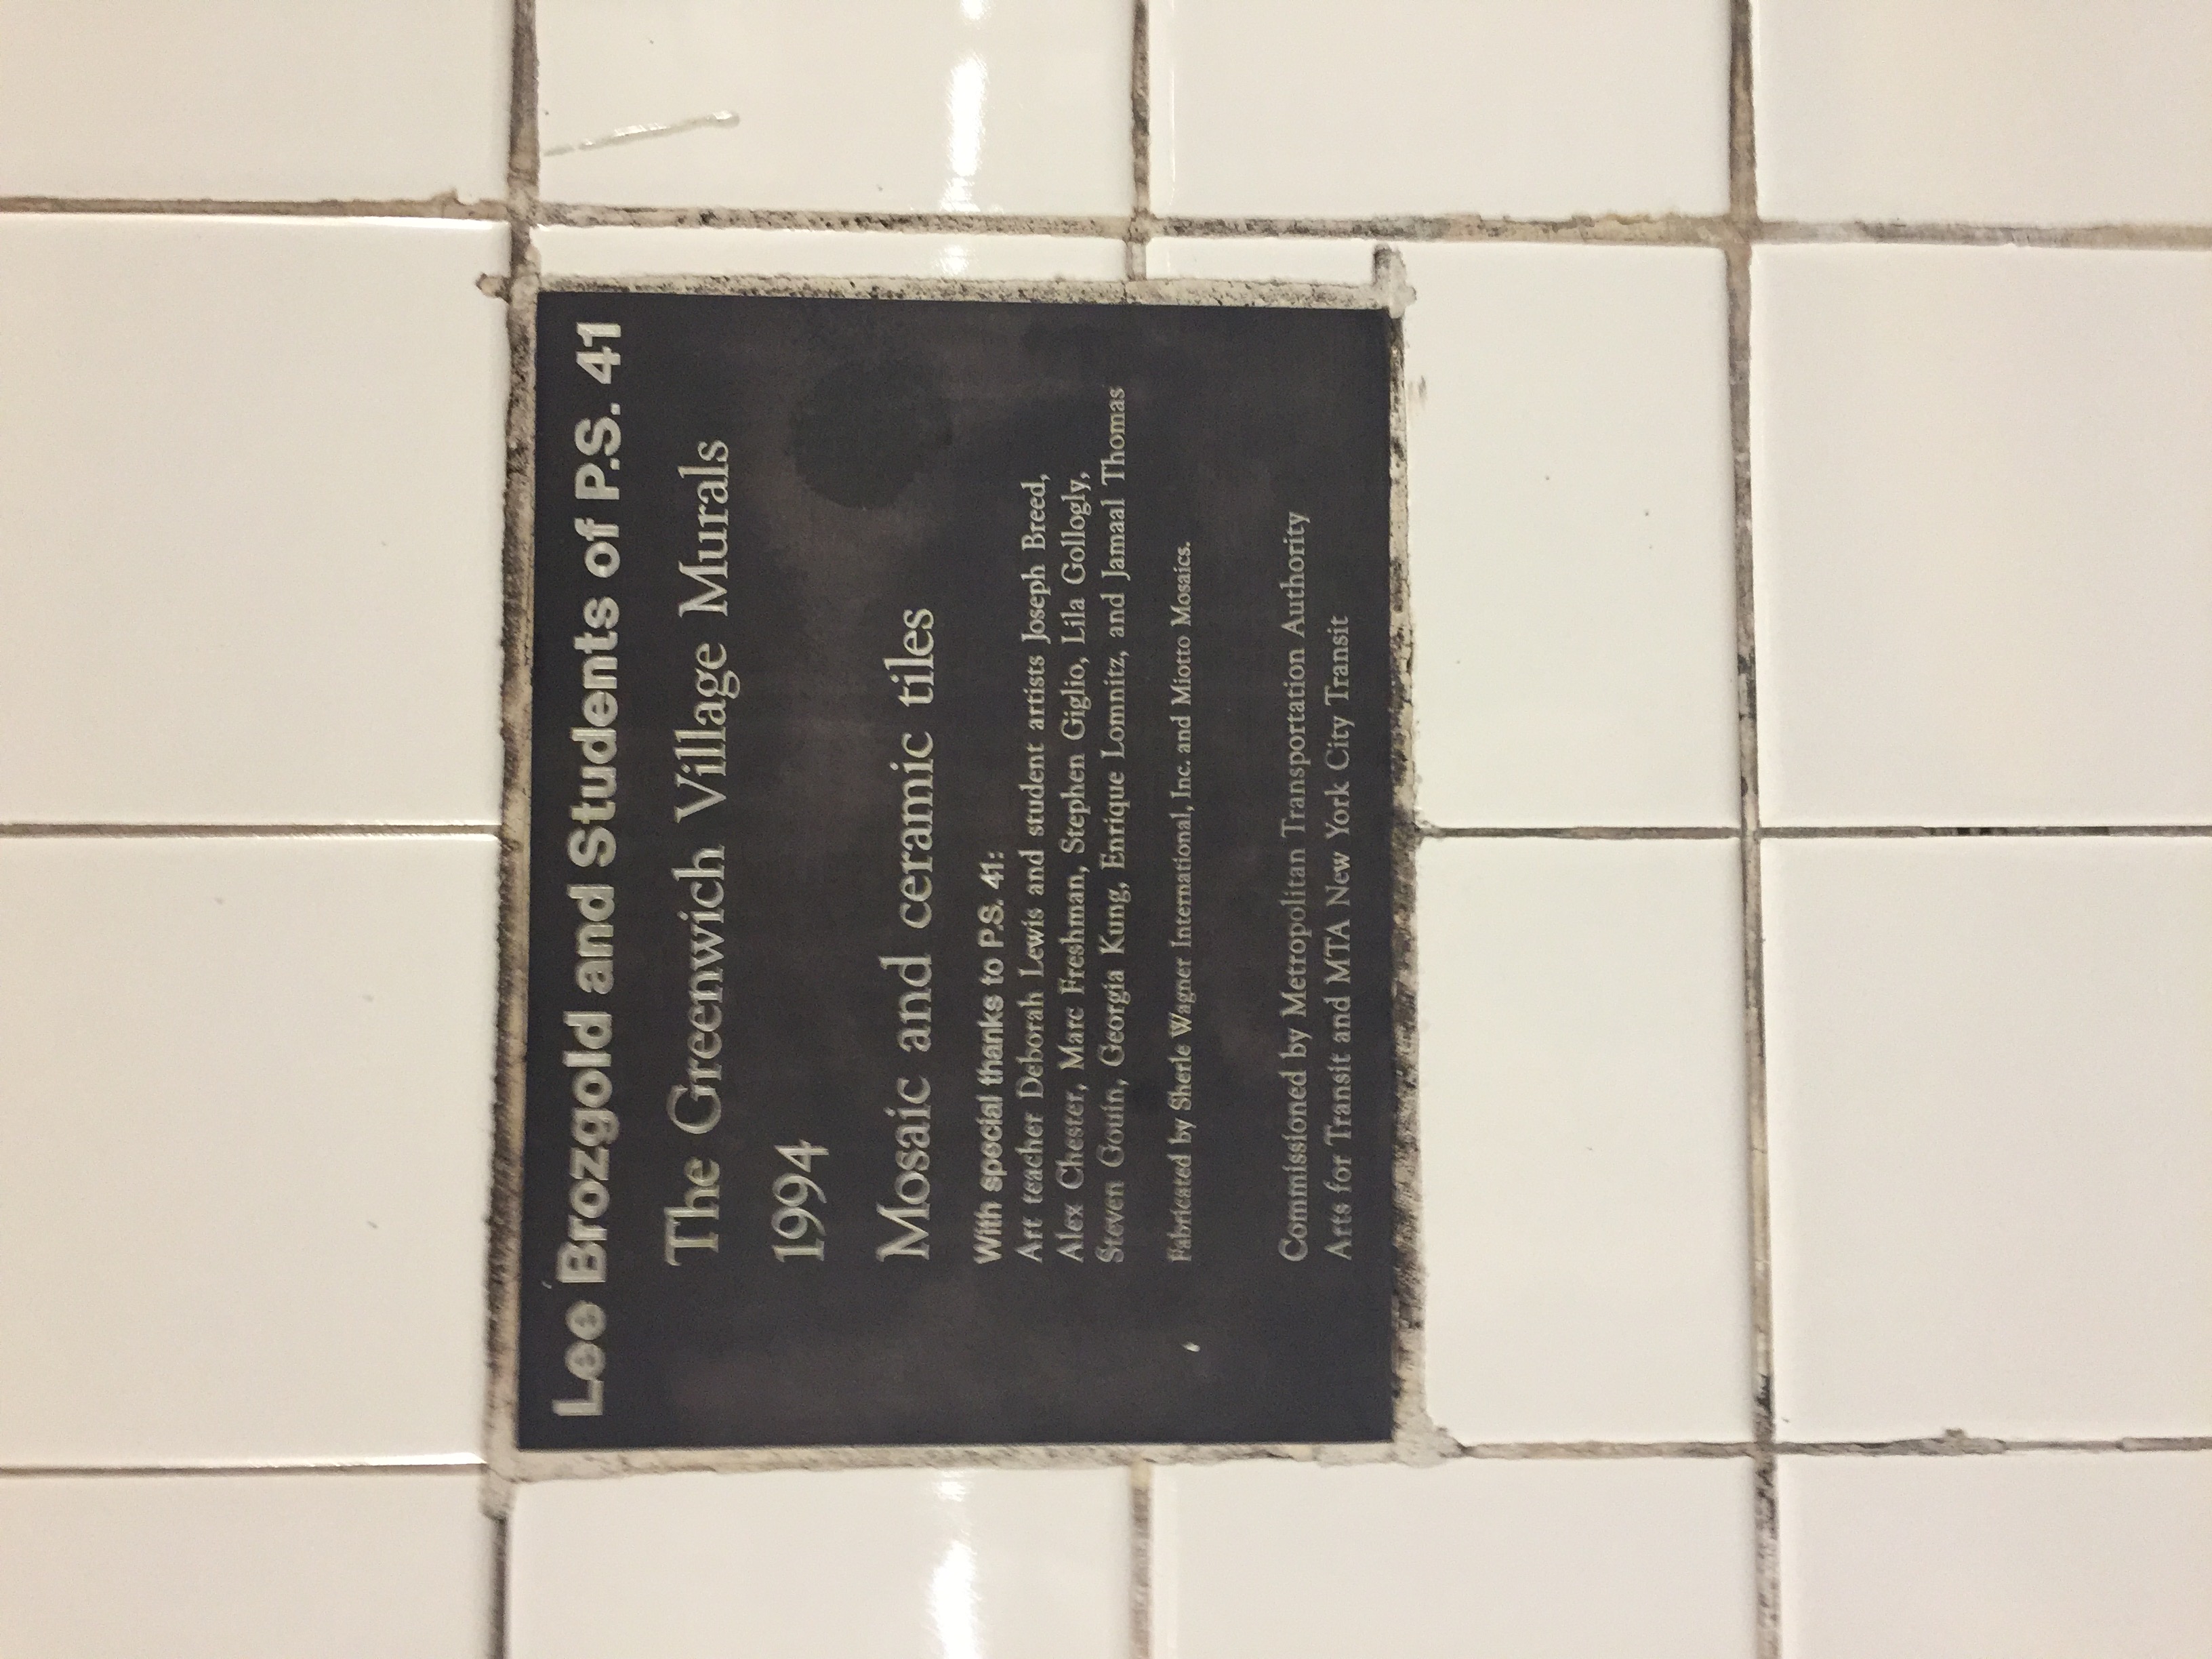 Lee Brozgold and Students of P.S. 41
The Greenwich Village Murals
1994
Mosaic and ceramic tiles
With special thanks to P.S. 41:
Art teacher Deborah Lewis and student artists Joseph Breed,
Alex Chester, Marc Freshman, Stephen Giglio, Lila Gollogly,
Steven Gouin, Georgia Kung, Enrique Lomnitz, and Jamaal Thomas
Fabricated by Sherle Wagner International, Inc. and Miotto Mosaics.
Commissioned by Metropolitan Transportation Authority
Arts for Transit and MTA New York City Transit